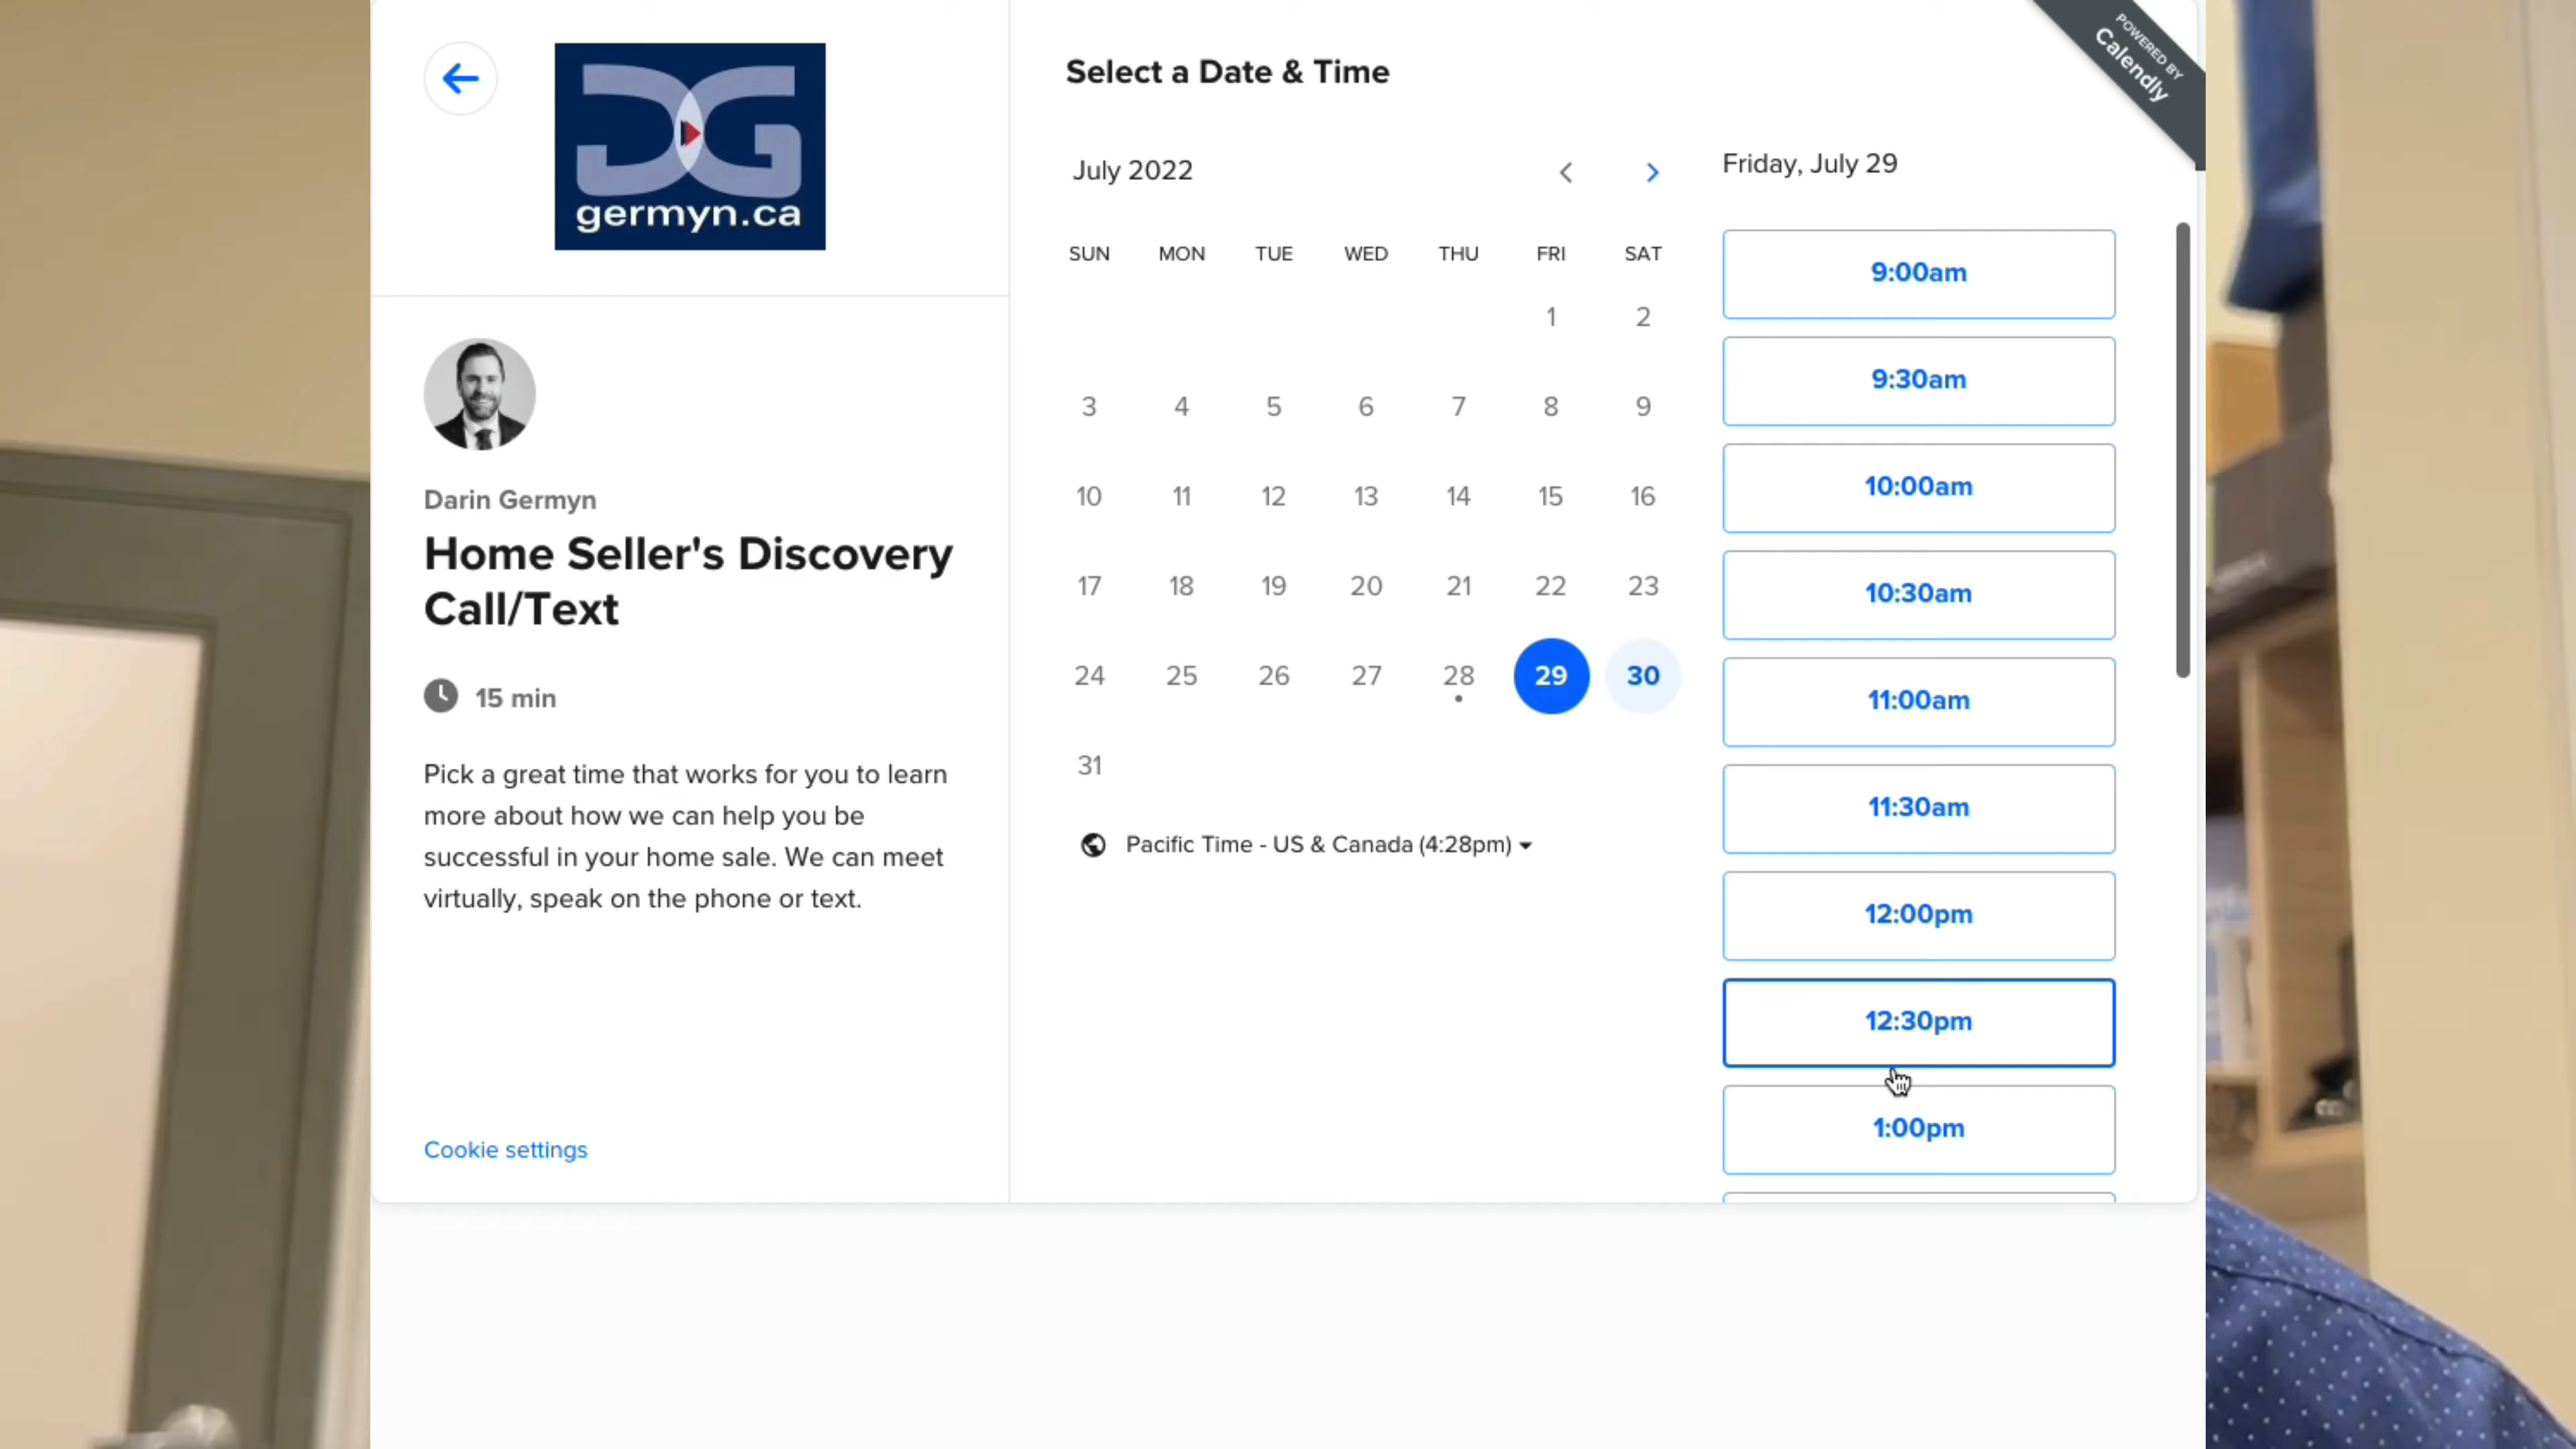 germyn.ca
Darin Germyn
Home Seller's Discovery
Call/Text
15 min
Pick a great time that works for you to learn
more about how we can help you be
successful in your home sale. We can meet
virtually, speak on the phone or text.
Cookie settings
Select a Date & Time
July 2022
SUN MON TUE WED THU FRI SAT
1 2
3 4 5 6 7 8 9
10 11 12 13 14 15 16
17 18 19 20 21 22 23
24 25 26 27 28 29 30
31
Pacific Time - US & Canada (4:28pm)
Friday, July 29
9:00am
9:30am
10:00am
10:30am
11:00am
11:30am
12:00pm
12:30pm
1:00pm
POWERED BY
Calendly